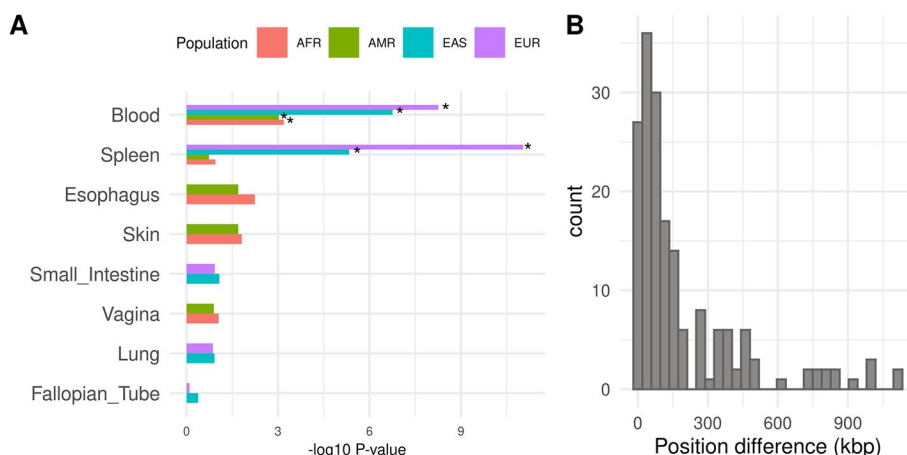 A
Population AFR AMR EAS EUR
Blood
*
*
*
*
Spleen
*
*
Esophagus
Skin
Small_Intestine
Vagina
Lung
Fallopian_Tube
0 3 6 9
-log10 P-value
B
count
30
20
10
0
0 300 600 900
Position difference (kbp)